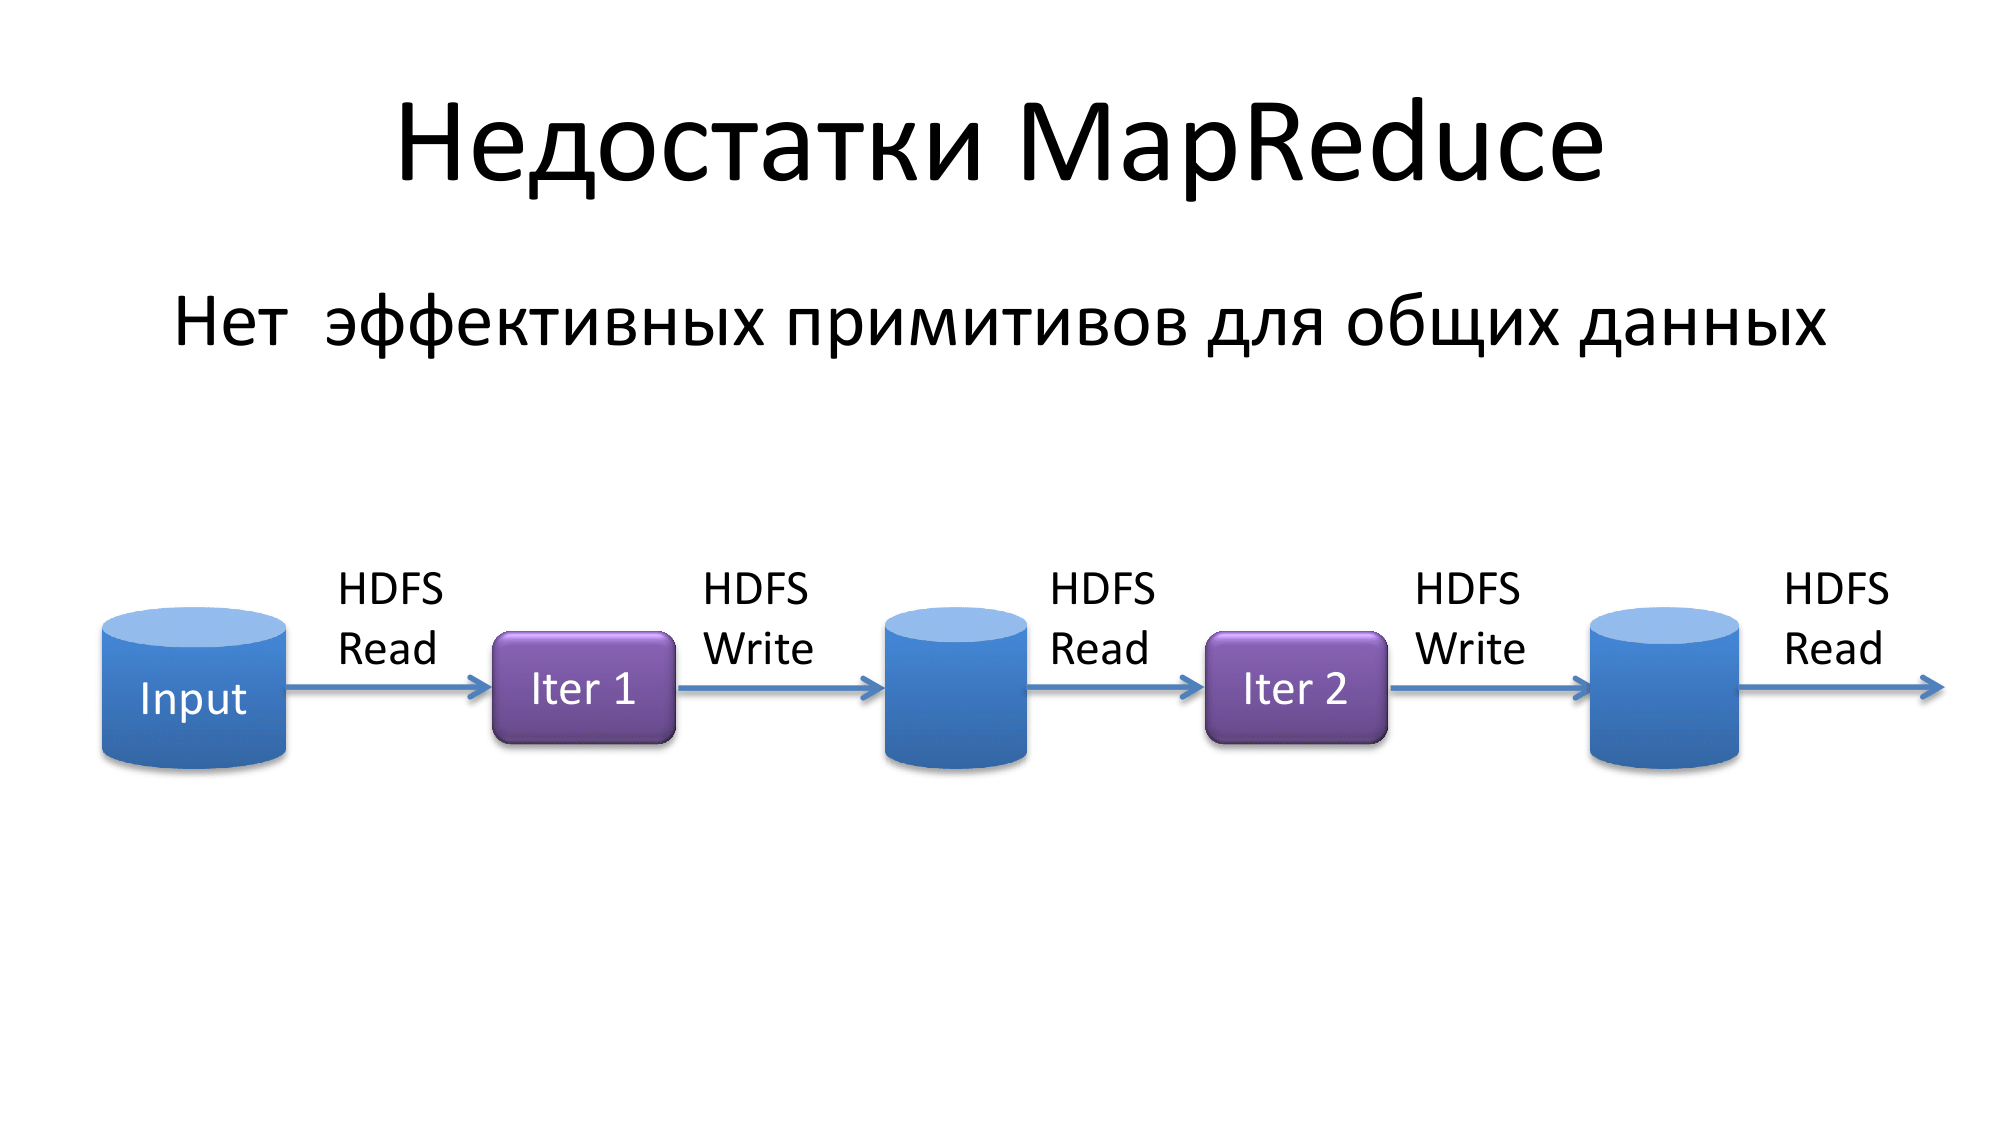 Недостатки MapReduce
Нет  эффективных примитивов для общих данных
Input
HDFS
Read
Iter 1
HDFS
Write
HDFS
Read
Iter 2
HDFS
Write
HDFS
Read